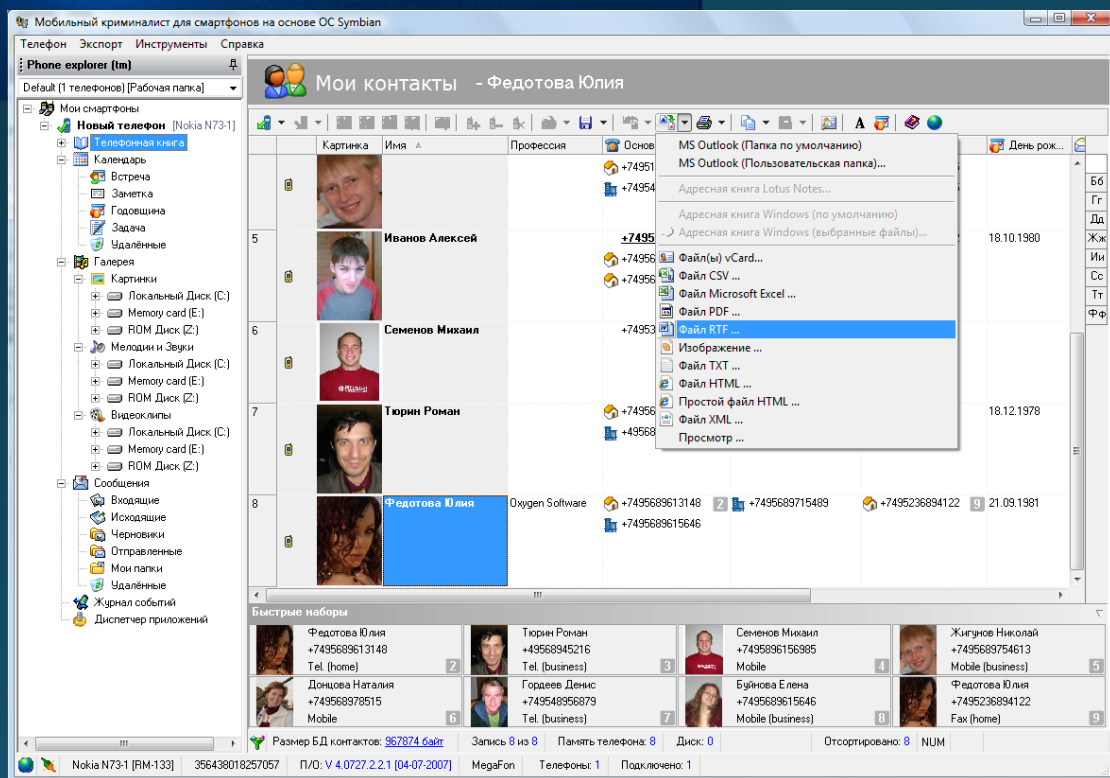 Мобильный криминалист для смартфонов на основе ОС Symbian
Телефон Экспорт Инструменты Справка
Phone explorer (tm)
Default (1 телефонов) [Рабочая папка]
Мои смартфоны
Новый телефон [Nokia N73-1]
Телефонная книга
Календарь
Встреча
Заметка
Годовщина
Задача
Удалённые
Галерея
Картинки
Локальный Диск (C:)
Memory card (E:)
ROM Диск (Z:)
Мелодии и Звуки
Локальный Диск (C:)
Memory card (E:)
ROM Диск (Z:)
Видеоклипы
Локальный Диск (C:)
Memory card (E:)
ROM Диск (Z:)
Сообщения
Входящие
Исходящие
Черновики
Отправленные
Мои папки
Удалённые
Журнал событий
Диспетчер приложений
Мои контакты - Федотова Юлия
Картинка Имя Профессия Основ День рож...
+74951
+74954
5 Иванов Алексей +7495 18.10.1980
+74956
+74956
6 Семенов Михаил +74953
7 Тюрин Роман +74956 18.12.1978
+49568
8 Федотова Юлия Oxygen Software +7495689613148 2 +7495689715489 +7495236894122 9 21.09.1981
+7495689615646
MS Outlook (Папка по умолчанию)
MS Outlook (Пользовательская папка)...
Адресная книга Lotus Notes...
Адресная книга Windows (по умолчанию)
Адресная книга Windows (выбранные файлы)...
Файл(ы) vCard...
Файл CSV ...
Файл Microsoft Excel ...
Файл PDF ...
Файл RTF ...
Изображение ...
Файл TXT ...
Файл HTML ...
Простой файл HTML ...
Файл XML ...
Просмотр ...
Бб
Гг
Дд
Жж
Ии
Сс
Тт
Фф
Быстрые наборы
Федотова Юлия
+7495689613148
Tel. (home) 2
Тюрин Роман
+49568945216
Tel. (business) 3
Семенов Михаил
+7495896156985
Mobile 4
Жигунов Николай
+7495689754613
Mobile (business) 5
Донцова Наталия
+749568978515
Mobile 6
Гордеев Денис
+749548956879
Tel. (business) 7
Буйнова Елена
+7495689615646
Mobile (business) 8
Федотова Юлия
+7495236894122
Fax (home) 9
Размер БД контактов: 967874 байт Запись 8 из 8 Память телефона: 8 Диск: 0 Отсортировано: 8 NUM
Nokia N73-1 [RM-133] 356438018257057 П/О: V 4.0727.2.2.1 [04-07-2007] MegaFon Телефоны: 1 Подключено: 1